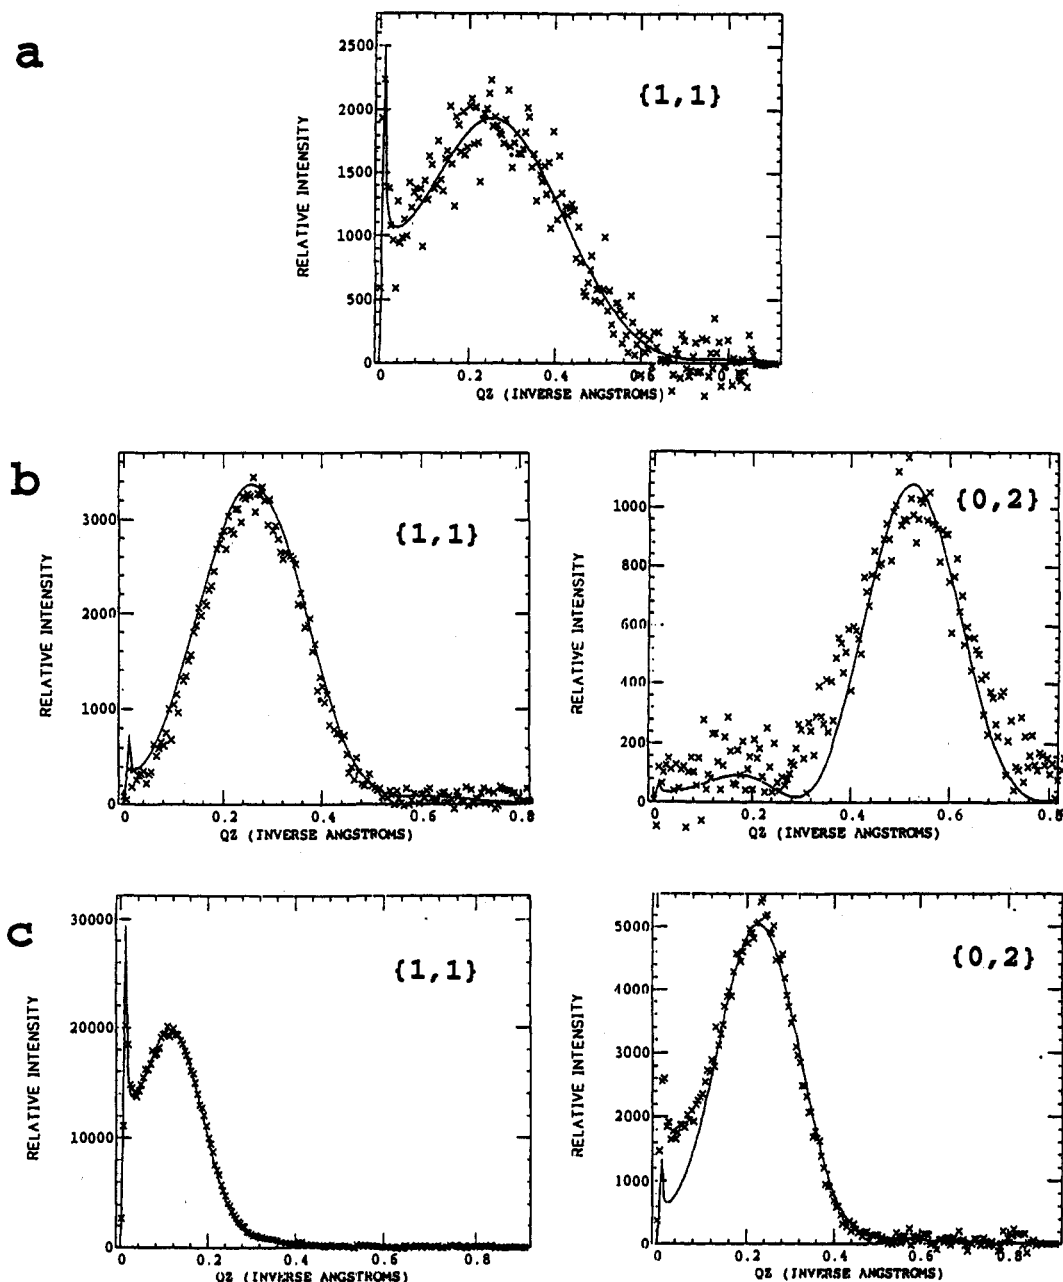 a
{1,1}
RELATIVE INTENSITY
2500
2000
1500
1000
500
0
0 0.2 0.4 0.6
QZ (INVERSE ANGSTROMS)
b
{1,1}
RELATIVE INTENSITY
3000
2000
1000
0
0 0.2 0.4 0.6 0.8
QZ (INVERSE ANGSTROMS)
{0,2}
RELATIVE INTENSITY
1000
800
600
400
200
0
0 0.2 0.4 0.6 0.8
QZ (INVERSE ANGSTROMS)
c
{1,1}
RELATIVE INTENSITY
30000
20000
10000
0
0 0.2 0.4 0.6 0.8
QZ (INVERSE ANGSTROMS)
{0,2}
RELATIVE INTENSITY
5000
4000
3000
2000
1000
0
0 0.2 0.4 0.6 0.8
QZ (INVERSE ANGSTROMS)